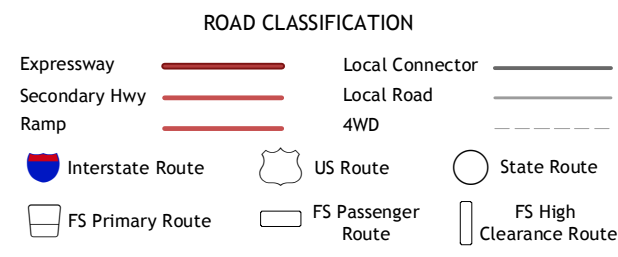 ROAD CLASSIFICATION
Expressway
Local Connector
Secondary Hwy
Local Road
Ramp
4WD
Interstate Route
US Route
State Route
FS Primary Route
FS Passenger
Route
FS High
Clearance Route